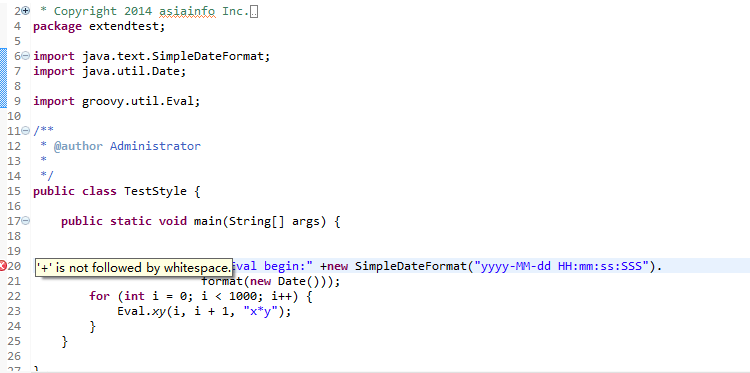 2 * Copyright 2014 asiainfo Inc.
4 package extendtest;
5
6 import java.text.SimpleDateFormat;
7 import java.util.Date;
8
9 import groovy.util.Eval;
10
11 /**
12 * @author Administrator
13 *
14 */
15 public class TestStyle {
16
17 public static void main(String[] args) {
18
19
20 '+' is not followed by whitespace. Eval begin:" +new SimpleDateFormat("yyyy-MM-dd HH:mm:ss:SSS").
21 format(new Date()));
22 for (int i = 0; i < 1000; i++) {
23 Eval.xy(i, i + 1, "x*y");
24 }
25 }
26
27 }